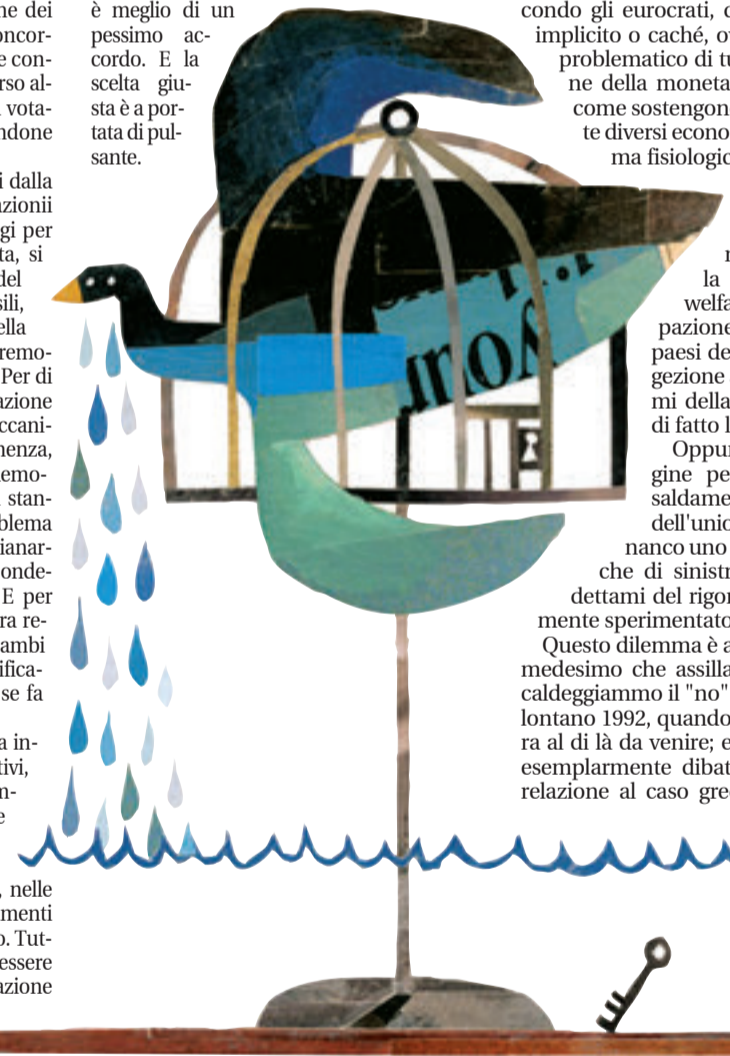 ne dei
oncor-
e con-
rso al-
vota-
ndone
i dalla
azionii
gi per
ta, si
del
sili,
ella
remo-
Per di
azione
ccani-
nenza,
emo-
stan-
blema
ianar-
onde-
E per
ra re-
ambi
ifica-
se fa
a in-
tivi,
m-
e
, nelle
menti
o. Tut-
essere
azione
è meglio di un
pessimo ac-
cordo. E la
scelta giu-
sta è a por-
tata di pul-
sante.
condo gli eurocrati,
implicito o caché,
problematico di
ne della moneta
come sostengon
te diversi econo
ma fisiologic
la
welfa
pazione
paesi de
gezione
mi della
di fatto l
Oppu
gine pe
saldame
dell'unio
nanco uno
che di sinistr
dettami del rigor
mente sperimentato
Questo dilemma è a
medesimo che assilla
caldeggiammo il "no"
lontano 1992, quando
ra al di là da venire; e
esemplarmente dibat
relazione al caso gre